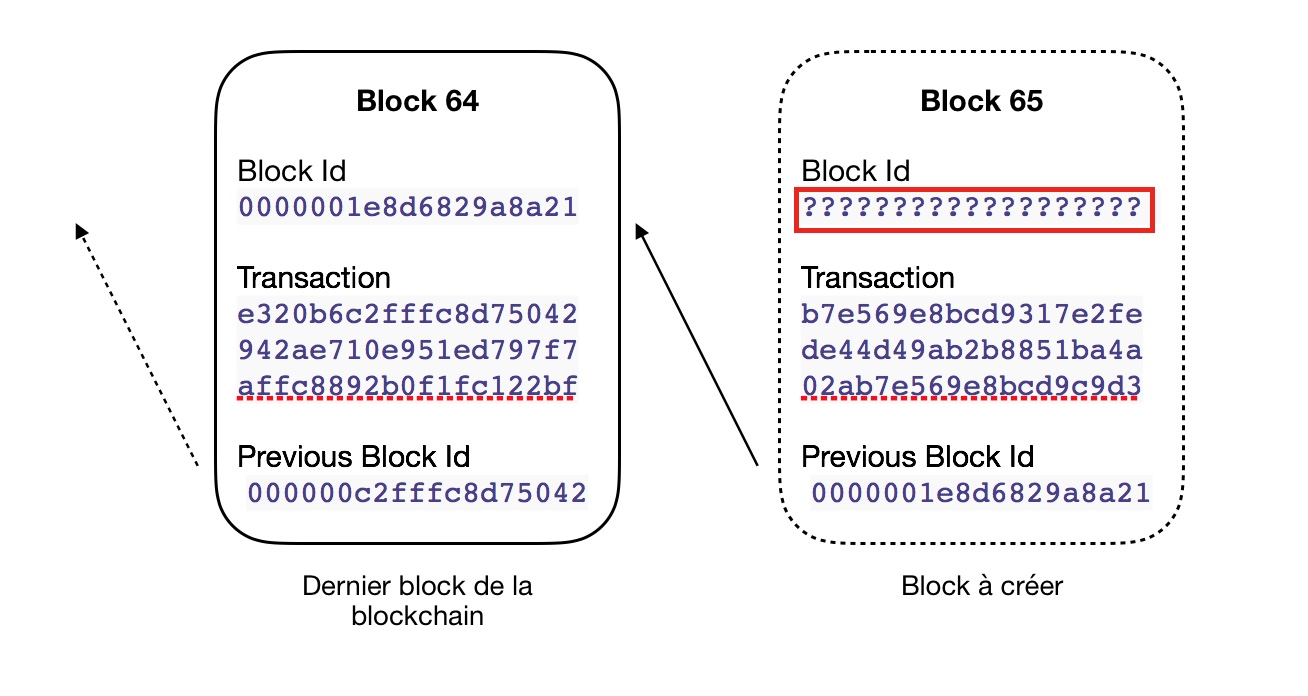 Block 64
Block Id
0000001e8d6829a8a21
Transaction
e320b6c2fffc8d75042
942ae710e951ed797f7
affc8892b0f1fc122bf
Previous Block Id
000000c2fffc8d75042
Dernier block de la
blockchain
Block 65
Block Id
???????????????????
Transaction
b7e569e8bcd9317e2fe
de44d49ab2b8851ba4a
02ab7e569e8bcd9c9d3
Previous Block Id
0000001e8d6829a8a21
Block à créer